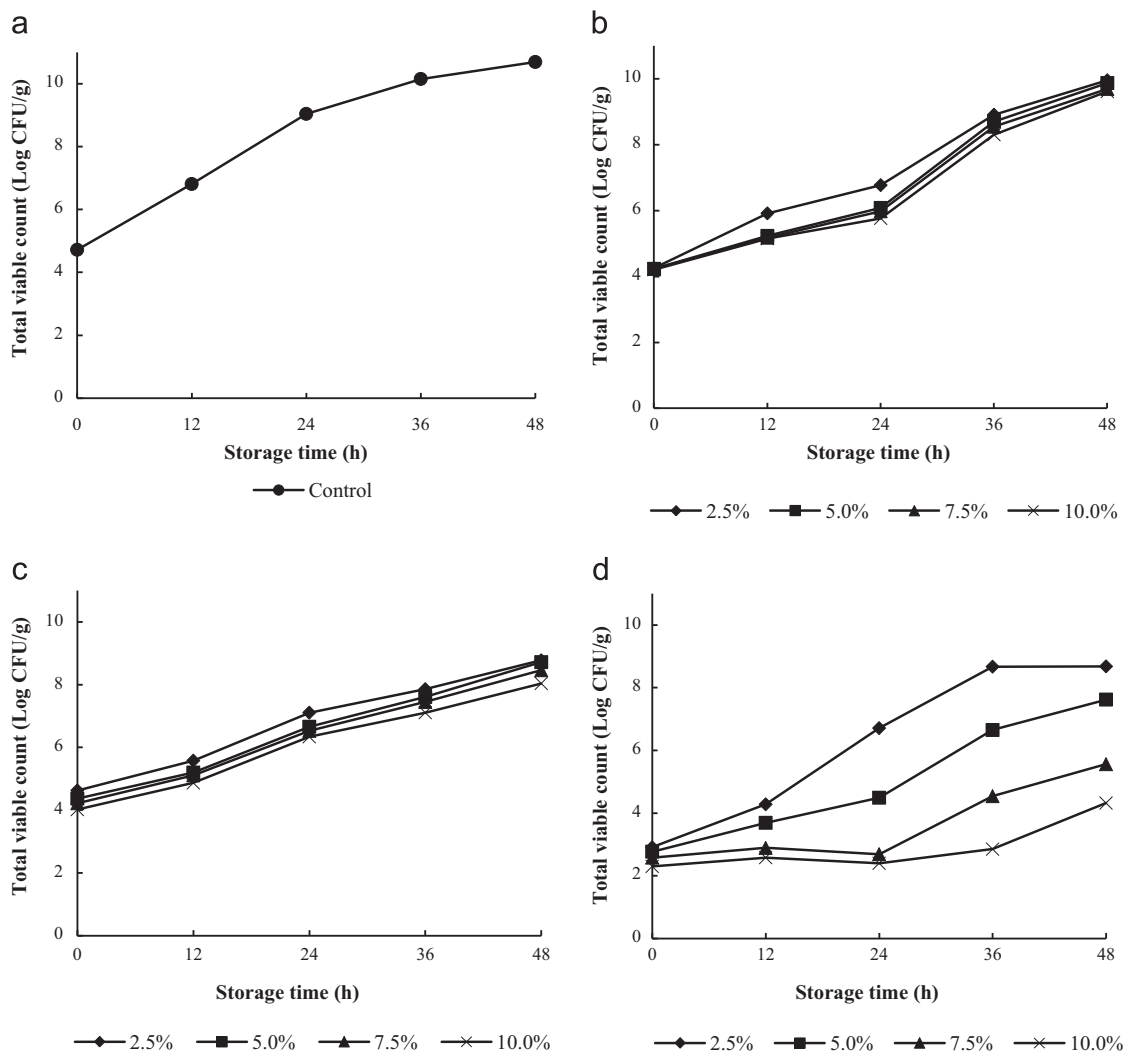 a
Total viable count (Log CFU/g)
10
8
6
4
2
0
0 12 24 36 48
Storage time (h)
Control
b
Total viable count (Log CFU/g)
10
8
6
4
2
0
0 12 24 36 48
Storage time (h)
2.5% 5.0% 7.5% 10.0%
c
Total viable count (Log CFU/g)
10
8
6
4
2
0
0 12 24 36 48
Storage time (h)
2.5% 5.0% 7.5% 10.0%
d
Total viable count (Log CFU/g)
10
8
6
4
2
0
0 12 24 36 48
Storage time (h)
2.5% 5.0% 7.5% 10.0%